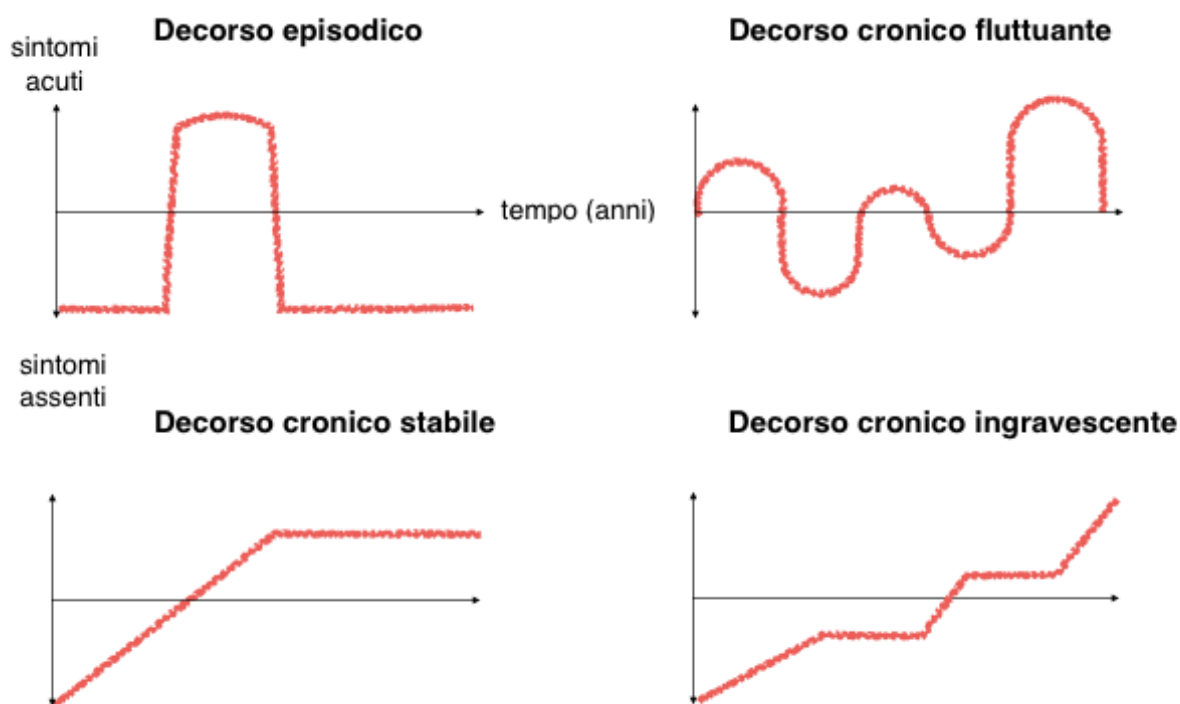 Decorso episodico
sintomi
acuti
tempo (anni)
sintomi
assenti
Decorso cronico fluttuante
Decorso cronico stabile
Decorso cronico ingravescente